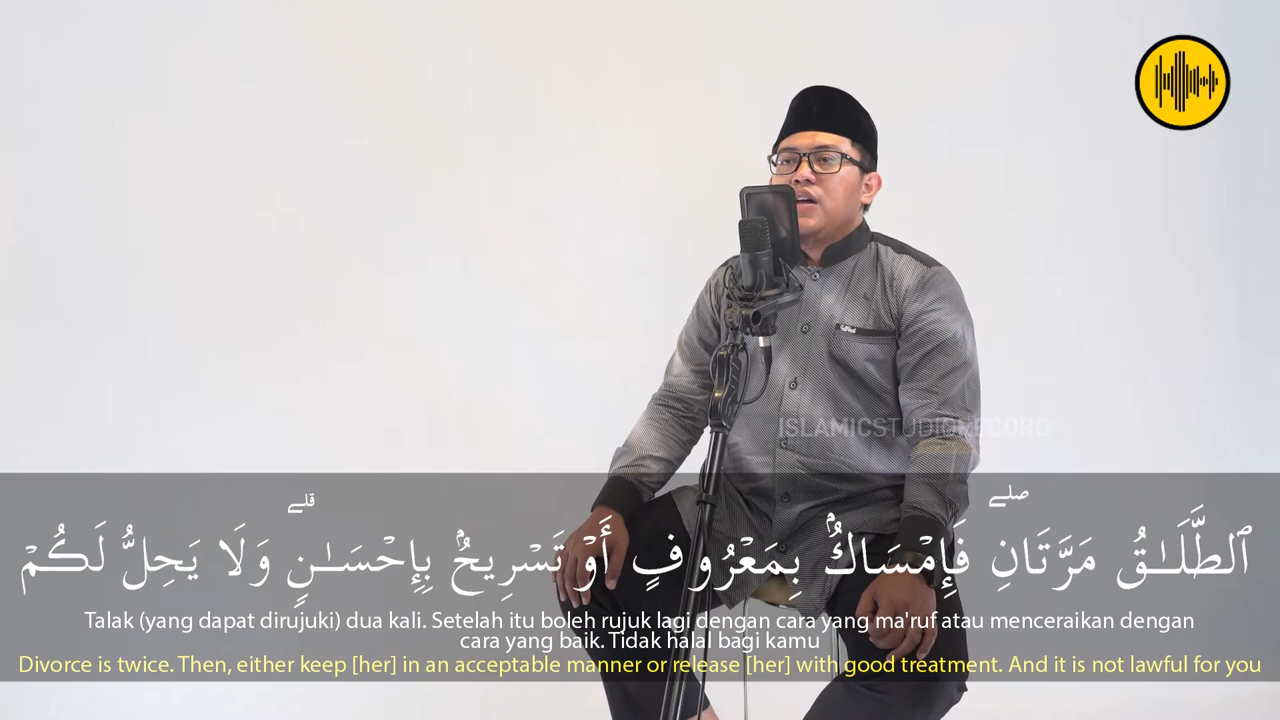 ISLAMICSTUDIORECORD
ٱلطَّلَـٰقُ مَرَّتَانِ ۖ فَإِمْسَاكٌۢ بِمَعْرُوفٍ أَوْ تَسْرِيحٌۢ بِإِحْسَـٰنٍ ۗ وَلَا يَحِلُّ لَكُمْ
Talak (yang dapat dirujuki) dua kali. Setelah itu boleh rujuk lagi dengan cara yang ma'ruf atau menceraikan dengan
cara yang baik. Tidak halal bagi kamu
Divorce is twice. Then, either keep [her] in an acceptable manner or release [her] with good treatment. And it is not lawful for you